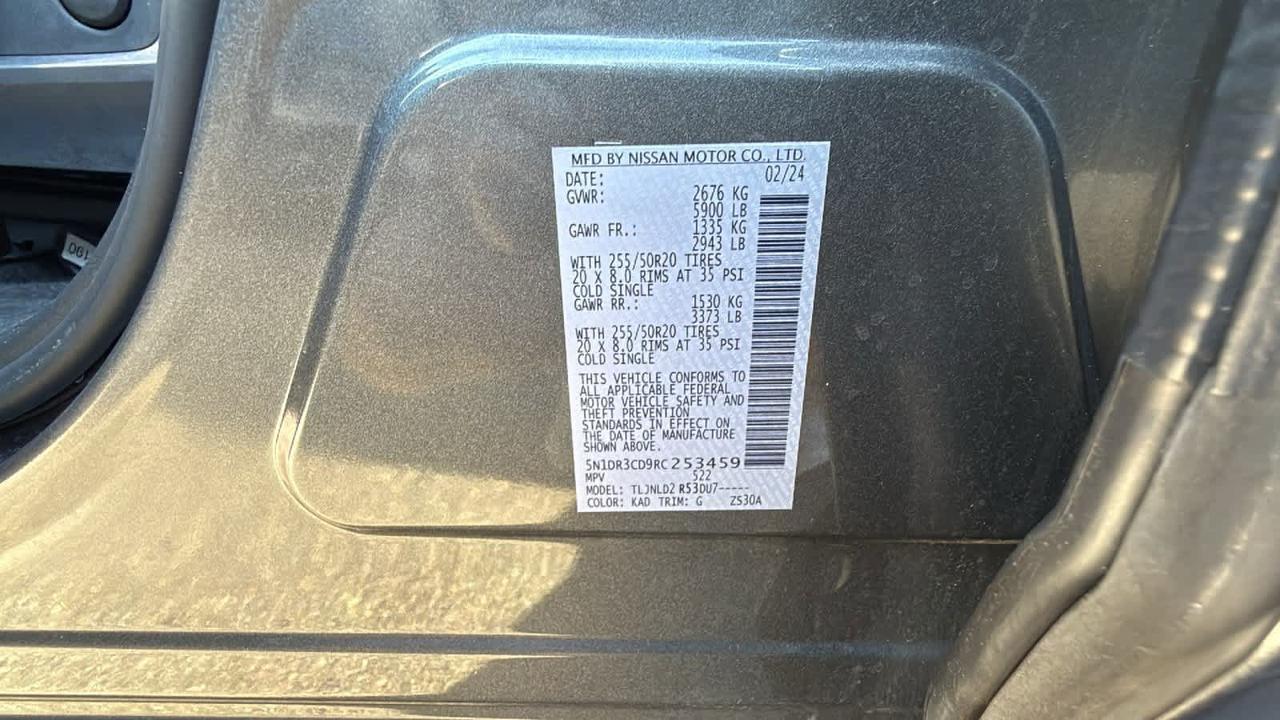 MFD BY NISSAN MOTOR CO., LTD.
DATE: 02/24
GVWR: 2676 KG
5900 LB
GAWR FR.: 1335 KG
2943 LB
WITH 255/50R20 TIRES
20 X 8.0 RIMS AT 35 PSI
COLD SINGLE
GAWR RR.: 1530 KG
3373 LB
WITH 255/50R20 TIRES
20 X 8.0 RIMS AT 35 PSI
COLD SINGLE
THIS VEHICLE CONFORMS TO
ALL APPLICABLE FEDERAL
MOTOR VEHICLE SAFETY AND
THEFT PREVENTION
STANDARDS IN EFFECT ON
THE DATE OF MANUFACTURE
SHOWN ABOVE.
5N1DR3CD9RC253459
MPV 522
MODEL: TLJNLD2 R53DU7-----
COLOR: KAD TRIM: G ZS30A